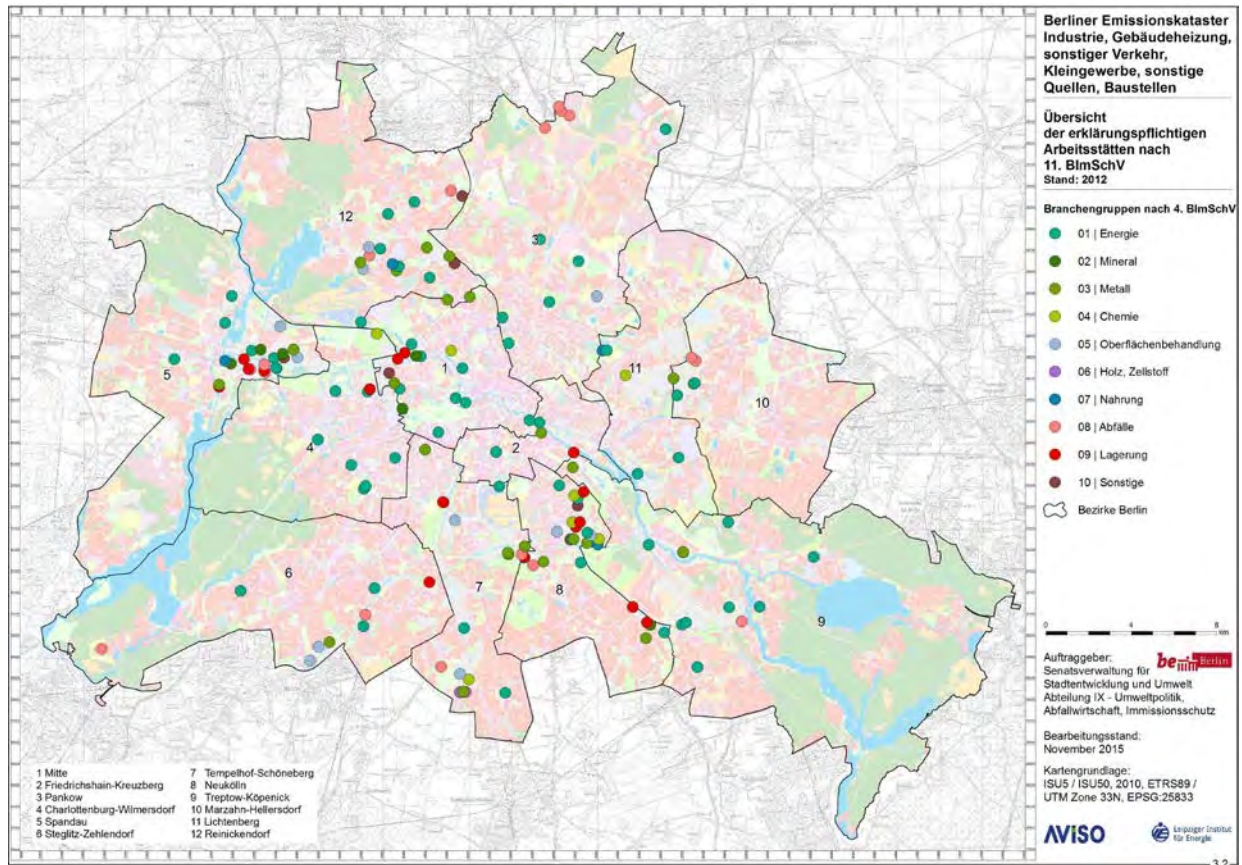 Berliner Emissionskataster
Industrie, Gebäudeheizung,
sonstiger Verkehr,
Kleingewerbe, sonstige
Quellen, Baustellen
Übersicht
der erklärungspflichtigen
Arbeitsstätten nach
11. BImSchV
Stand: 2012
Branchengruppen nach 4. BImSchV
01 | Energie
02 | Mineral
03 | Metall
04 | Chemie
05 | Oberflächenbehandlung
06 | Holz, Zellstoff
07 | Nahrung
08 | Abfälle
09 | Lagerung
10 | Sonstige
Bezirke Berlin
0 4 8
km
Auftraggeber:
Senatsverwaltung für
Stadtentwicklung und Umwelt
Abteilung IX - Umweltpolitik,
Abfallwirtschaft, Immissionsschutz
be Berlin
Bearbeitungsstand:
November 2015
Kartengrundlage:
ISU5 / ISU50, 2010, ETRS89 /
UTM Zone 33N, EPSG:25833
AVISO
Leipziger Institut
für Energie
3.2
12
3
11
10
1
5
4
2
6
7
8
9
1 Mitte
2 Friedrichshain-Kreuzberg
3 Pankow
4 Charlottenburg-Wilmersdorf
5 Spandau
6 Steglitz-Zehlendorf
7 Tempelhof-Schöneberg
8 Neukölln
9 Treptow-Köpenick
10 Marzahn-Hellersdorf
11 Lichtenberg
12 Reinickendorf